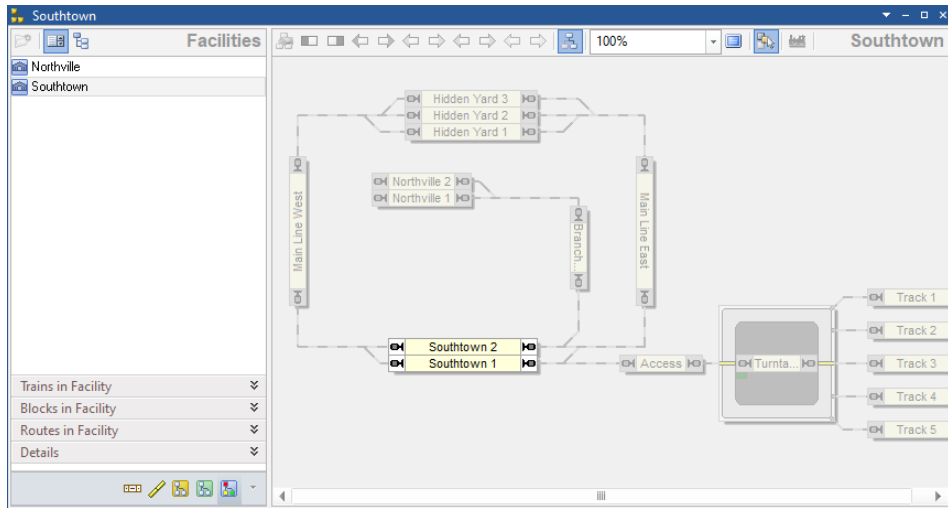 Southtown
Facilities
100%
Southtown
Northville
Southtown
Hidden Yard 3
Hidden Yard 2
Hidden Yard 1
Main Line West
Northville 2
Northville 1
Branch...
Main Line East
Southtown 2
Southtown 1
Access
Turnta...
Track 1
Track 2
Track 3
Track 4
Track 5
Trains in Facility
Blocks in Facility
Routes in Facility
Details